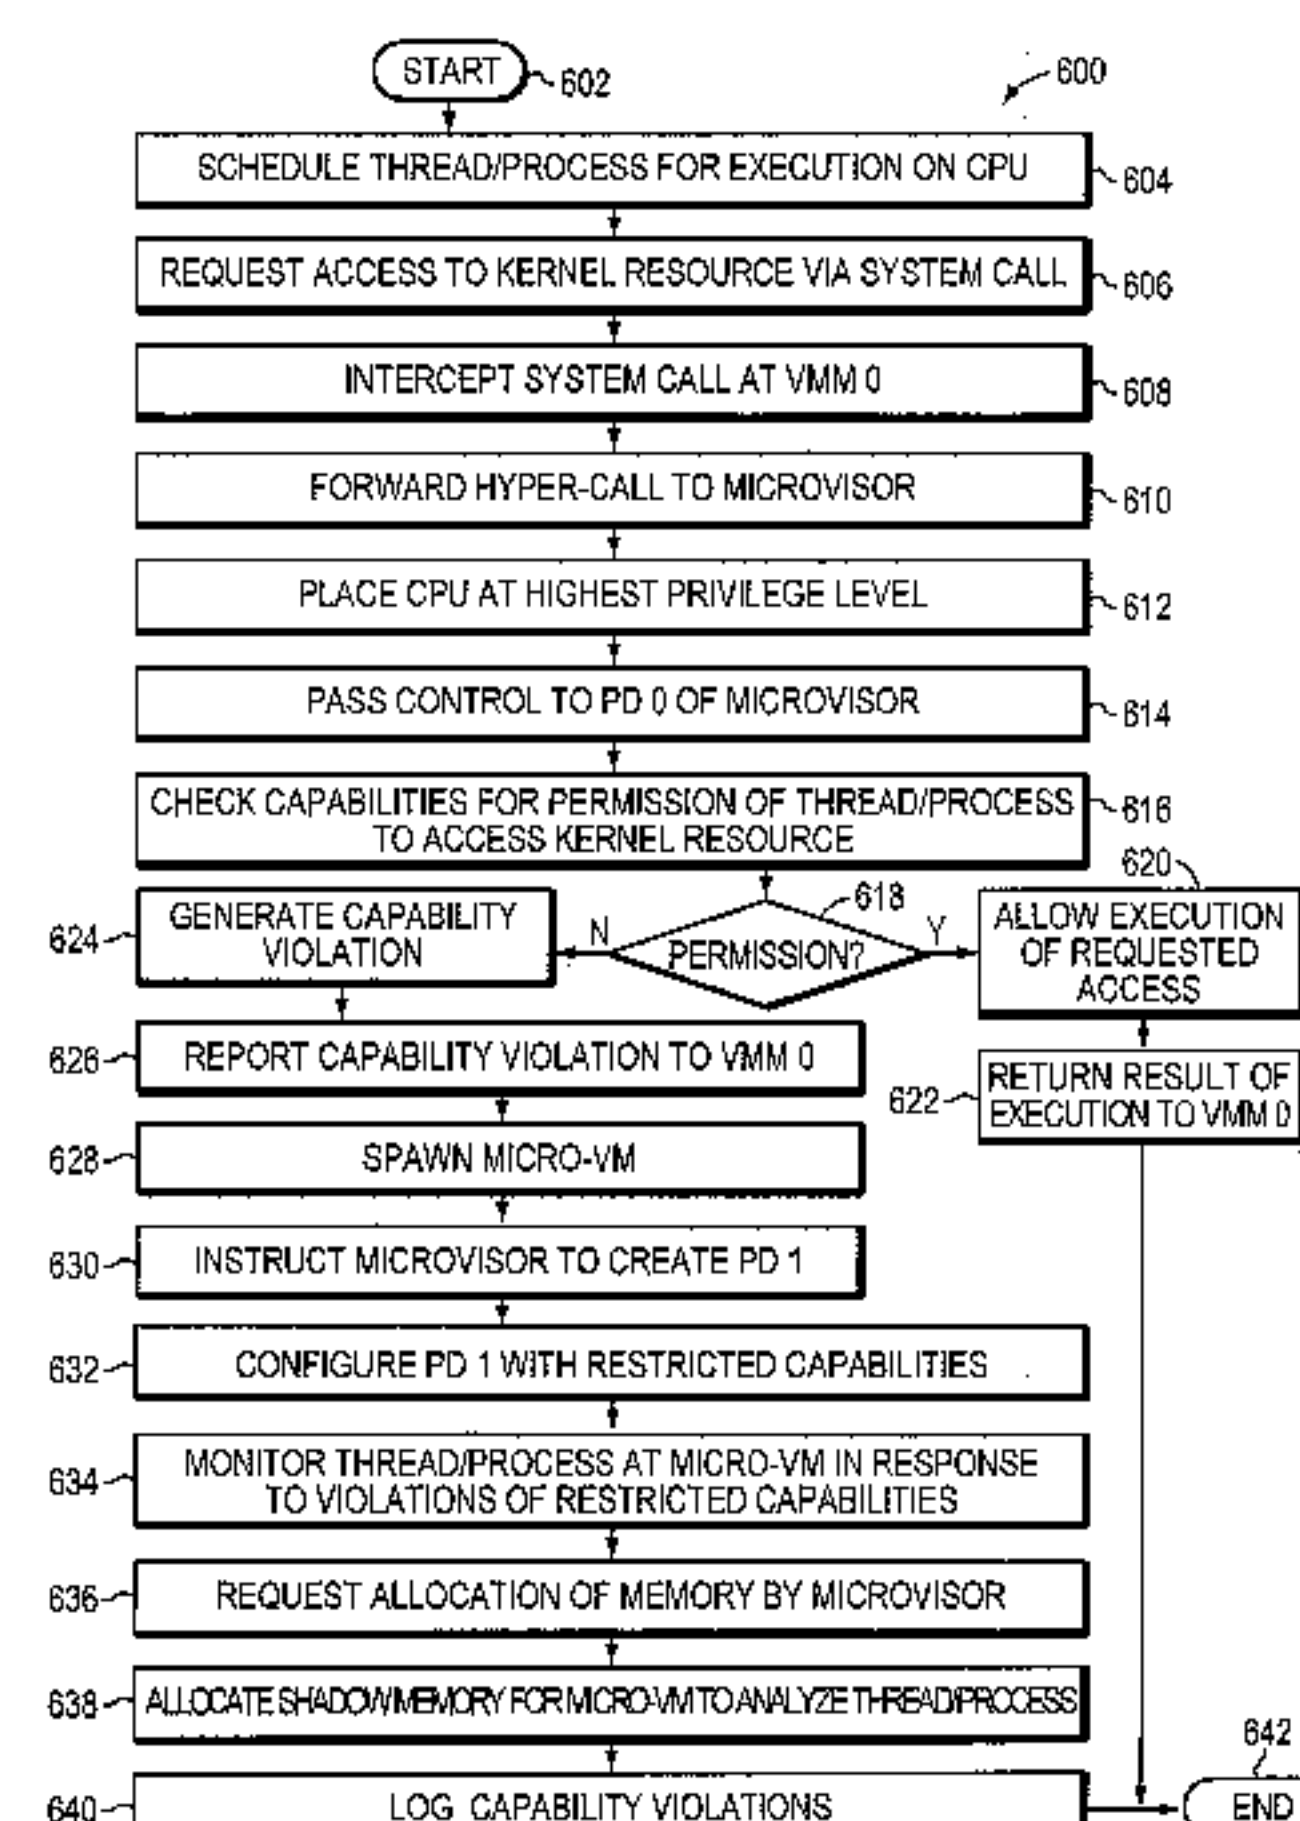 START
602
600
SCHEDULE THREAD/PROCESS FOR EXECUTION ON CPU
604
REQUEST ACCESS TO KERNEL RESOURCE VIA SYSTEM CALL
606
INTERCEPT SYSTEM CALL AT VMM 0
608
FORWARD HYPER-CALL TO MICROVISOR
610
PLACE CPU AT HIGHEST PRIVILEGE LEVEL
612
PASS CONTROL TO PD 0 OF MICROVISOR
614
CHECK CAPABILITIES FOR PERMISSION OF THREAD/PROCESS
TO ACCESS KERNEL RESOURCE
616
618
PERMISSION?
N
Y
620
ALLOW EXECUTION
OF REQUESTED
ACCESS
622
RETURN RESULT OF
EXECUTION TO VMM 0
624
GENERATE CAPABILITY
VIOLATION
626
REPORT CAPABILITY VIOLATION TO VMM 0
628
SPAWN MICRO-VM
630
INSTRUCT MICROVISOR TO CREATE PD 1
632
CONFIGURE PD 1 WITH RESTRICTED CAPABILITIES
634
MONITOR THREAD/PROCESS AT MICRO-VM IN RESPONSE
TO VIOLATIONS OF RESTRICTED CAPABILITIES
636
REQUEST ALLOCATION OF MEMORY BY MICROVISOR
638
ALLOCATE SHADOW MEMORY FOR MICRO-VM TO ANALYZE THREAD/PROCESS
640
LOG CAPABILITY VIOLATIONS
642
END